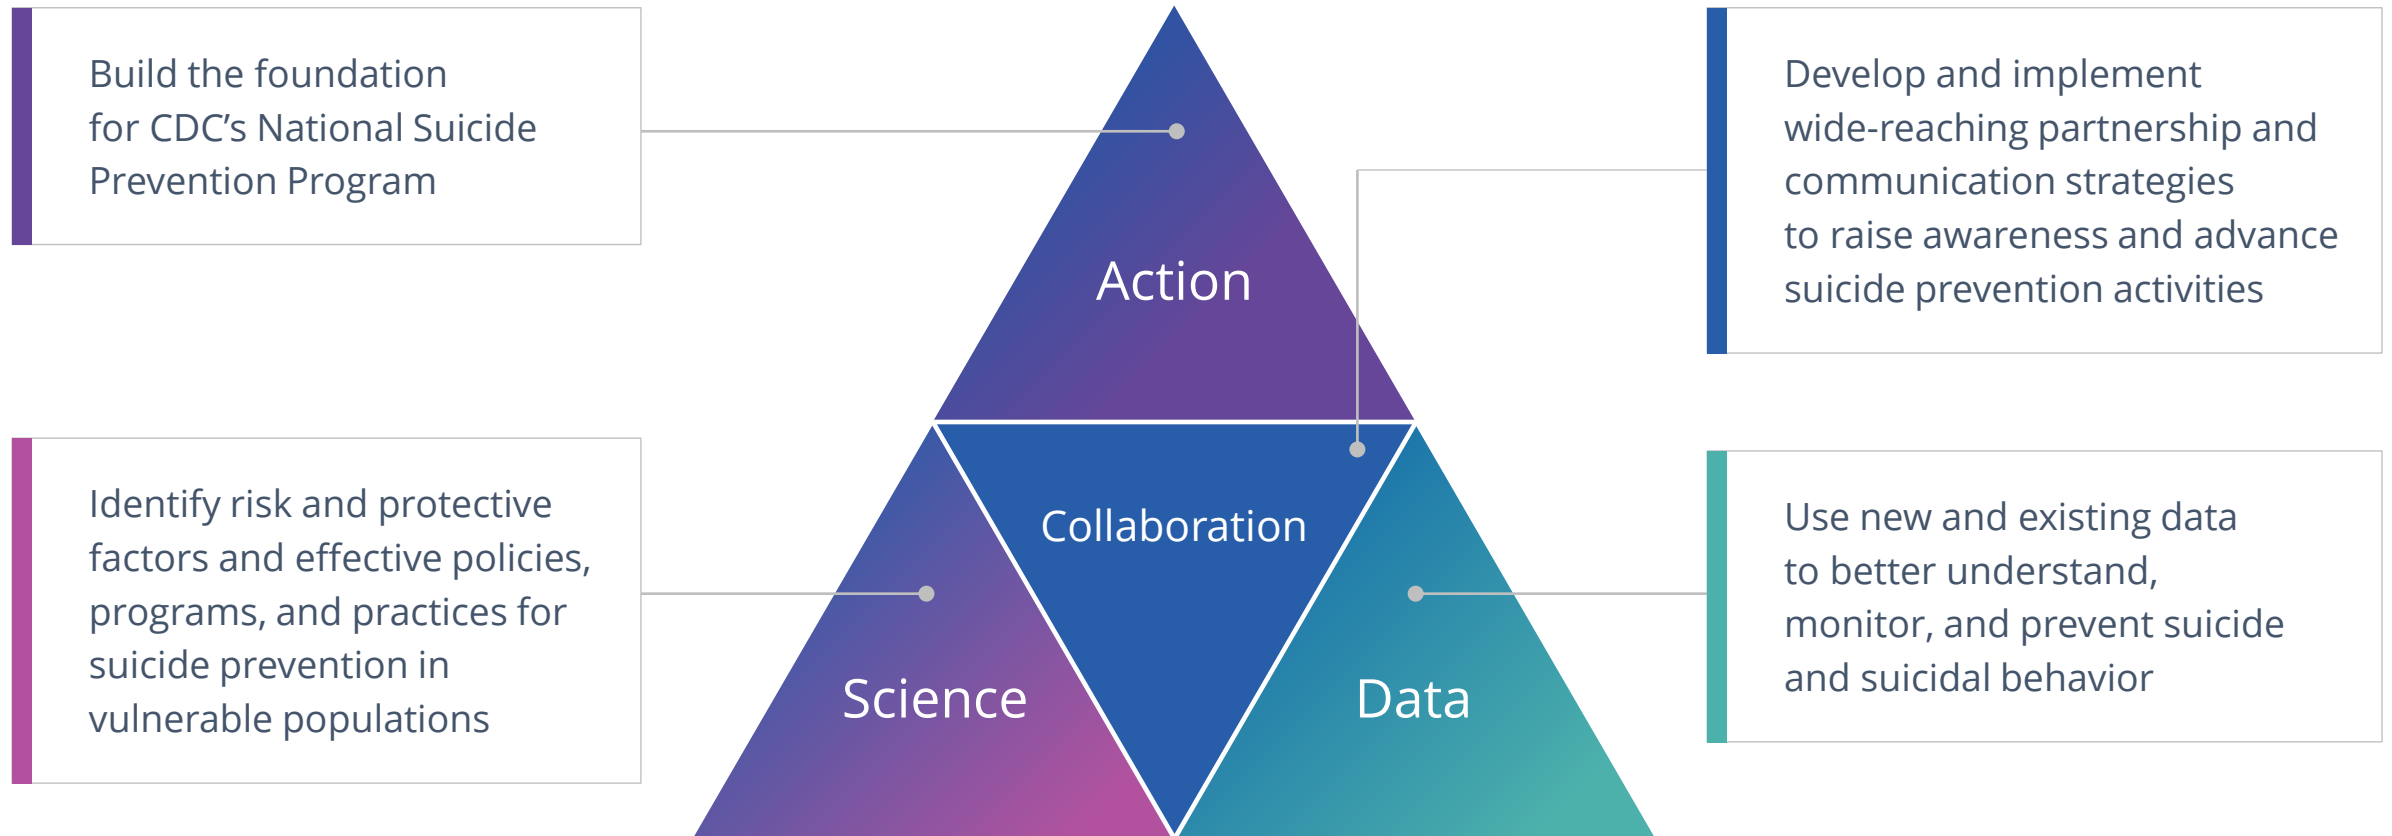 Build the foundation
for CDC’s National Suicide
Prevention Program
Develop and implement
wide-reaching partnership and
communication strategies
to raise awareness and advance
suicide prevention activities
Action
Identify risk and protective
factors and effective policies,
programs, and practices for
suicide prevention in
vulnerable populations
Collaboration
Science
Data
Use new and existing data
to better understand,
monitor, and prevent suicide
and suicidal behavior